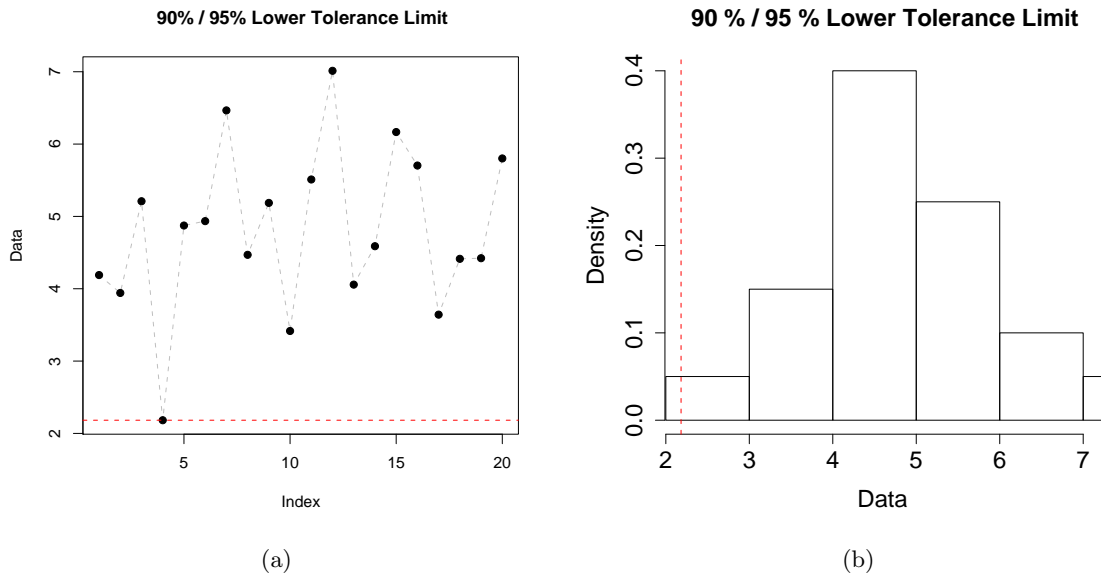 90% / 95% Lower Tolerance Limit
Data
7
6
5
4
3
2
5 10 15 20
Index
(a)
90 % / 95 % Lower Tolerance Limit
Density
0.4
0.3
0.2
0.1
0.0
2 3 4 5 6 7
Data
(b)